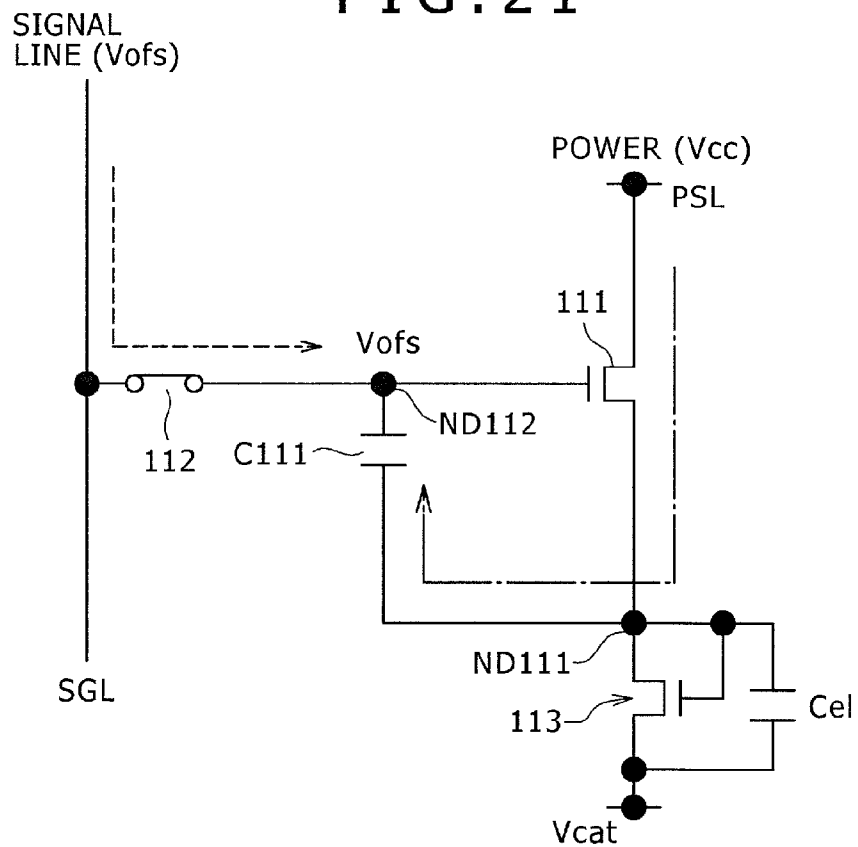 FIG.21
SIGNAL
LINE (Vofs)
POWER (Vcc)
PSL
111
Vofs
ND112
112
C111
ND111
SGL
113
Cel
Vcat